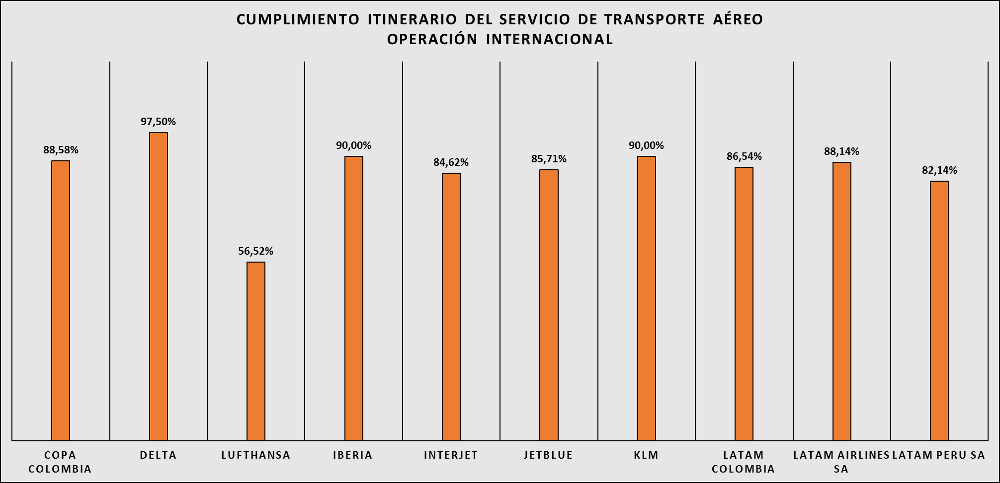 CUMPLIMIENTO ITINERARIO DEL SERVICIO DE TRANSPORTE AÉREO
OPERACIÓN INTERNACIONAL
88,58%
97,50%
56,52%
90,00%
84,62%
85,71%
90,00%
86,54%
88,14%
82,14%
COPA
COLOMBIA
DELTA
LUFTHANSA
IBERIA
INTERJET
JETBLUE
KLM
LATAM
COLOMBIA
LATAM AIRLINES
SA
LATAM PERU SA